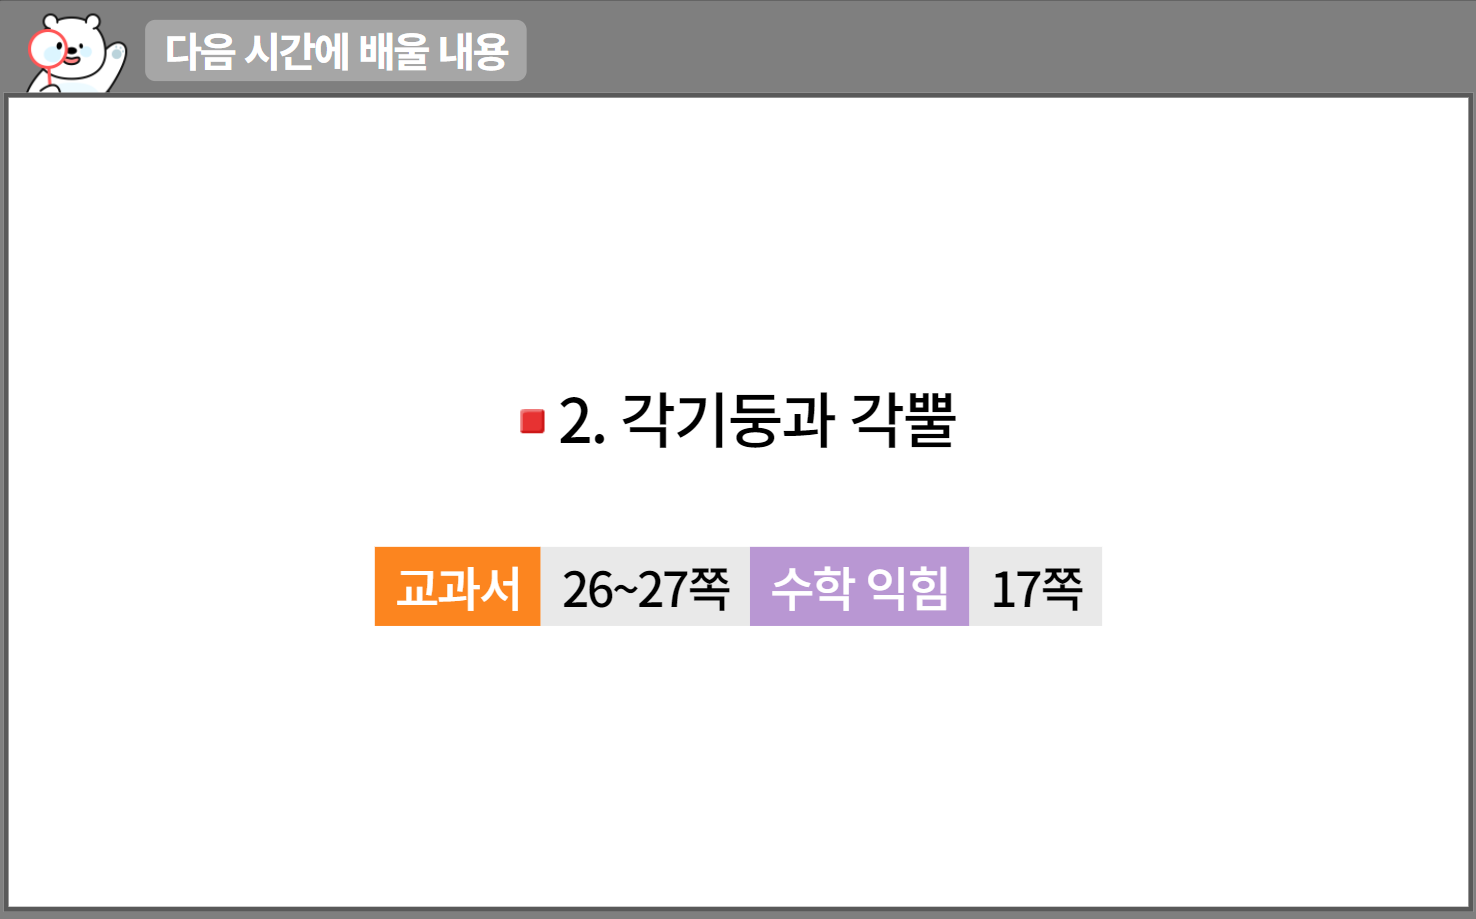 다음 시간에 배울 내용
2. 각기둥과 각뿔
교과서 26~27쪽 수학 익힘 17쪽